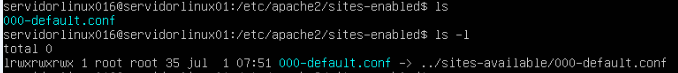 servidorlinux016@servidorlinux01:/etc/apache2/sites-enabled$ ls
000-default.conf
servidorlinux016@servidorlinux01:/etc/apache2/sites-enabled$ ls -l
total 0
lrwxrwxrwx 1 root root 35 jul  1 07:51 000-default.conf -> ../sites-available/000-default.conf